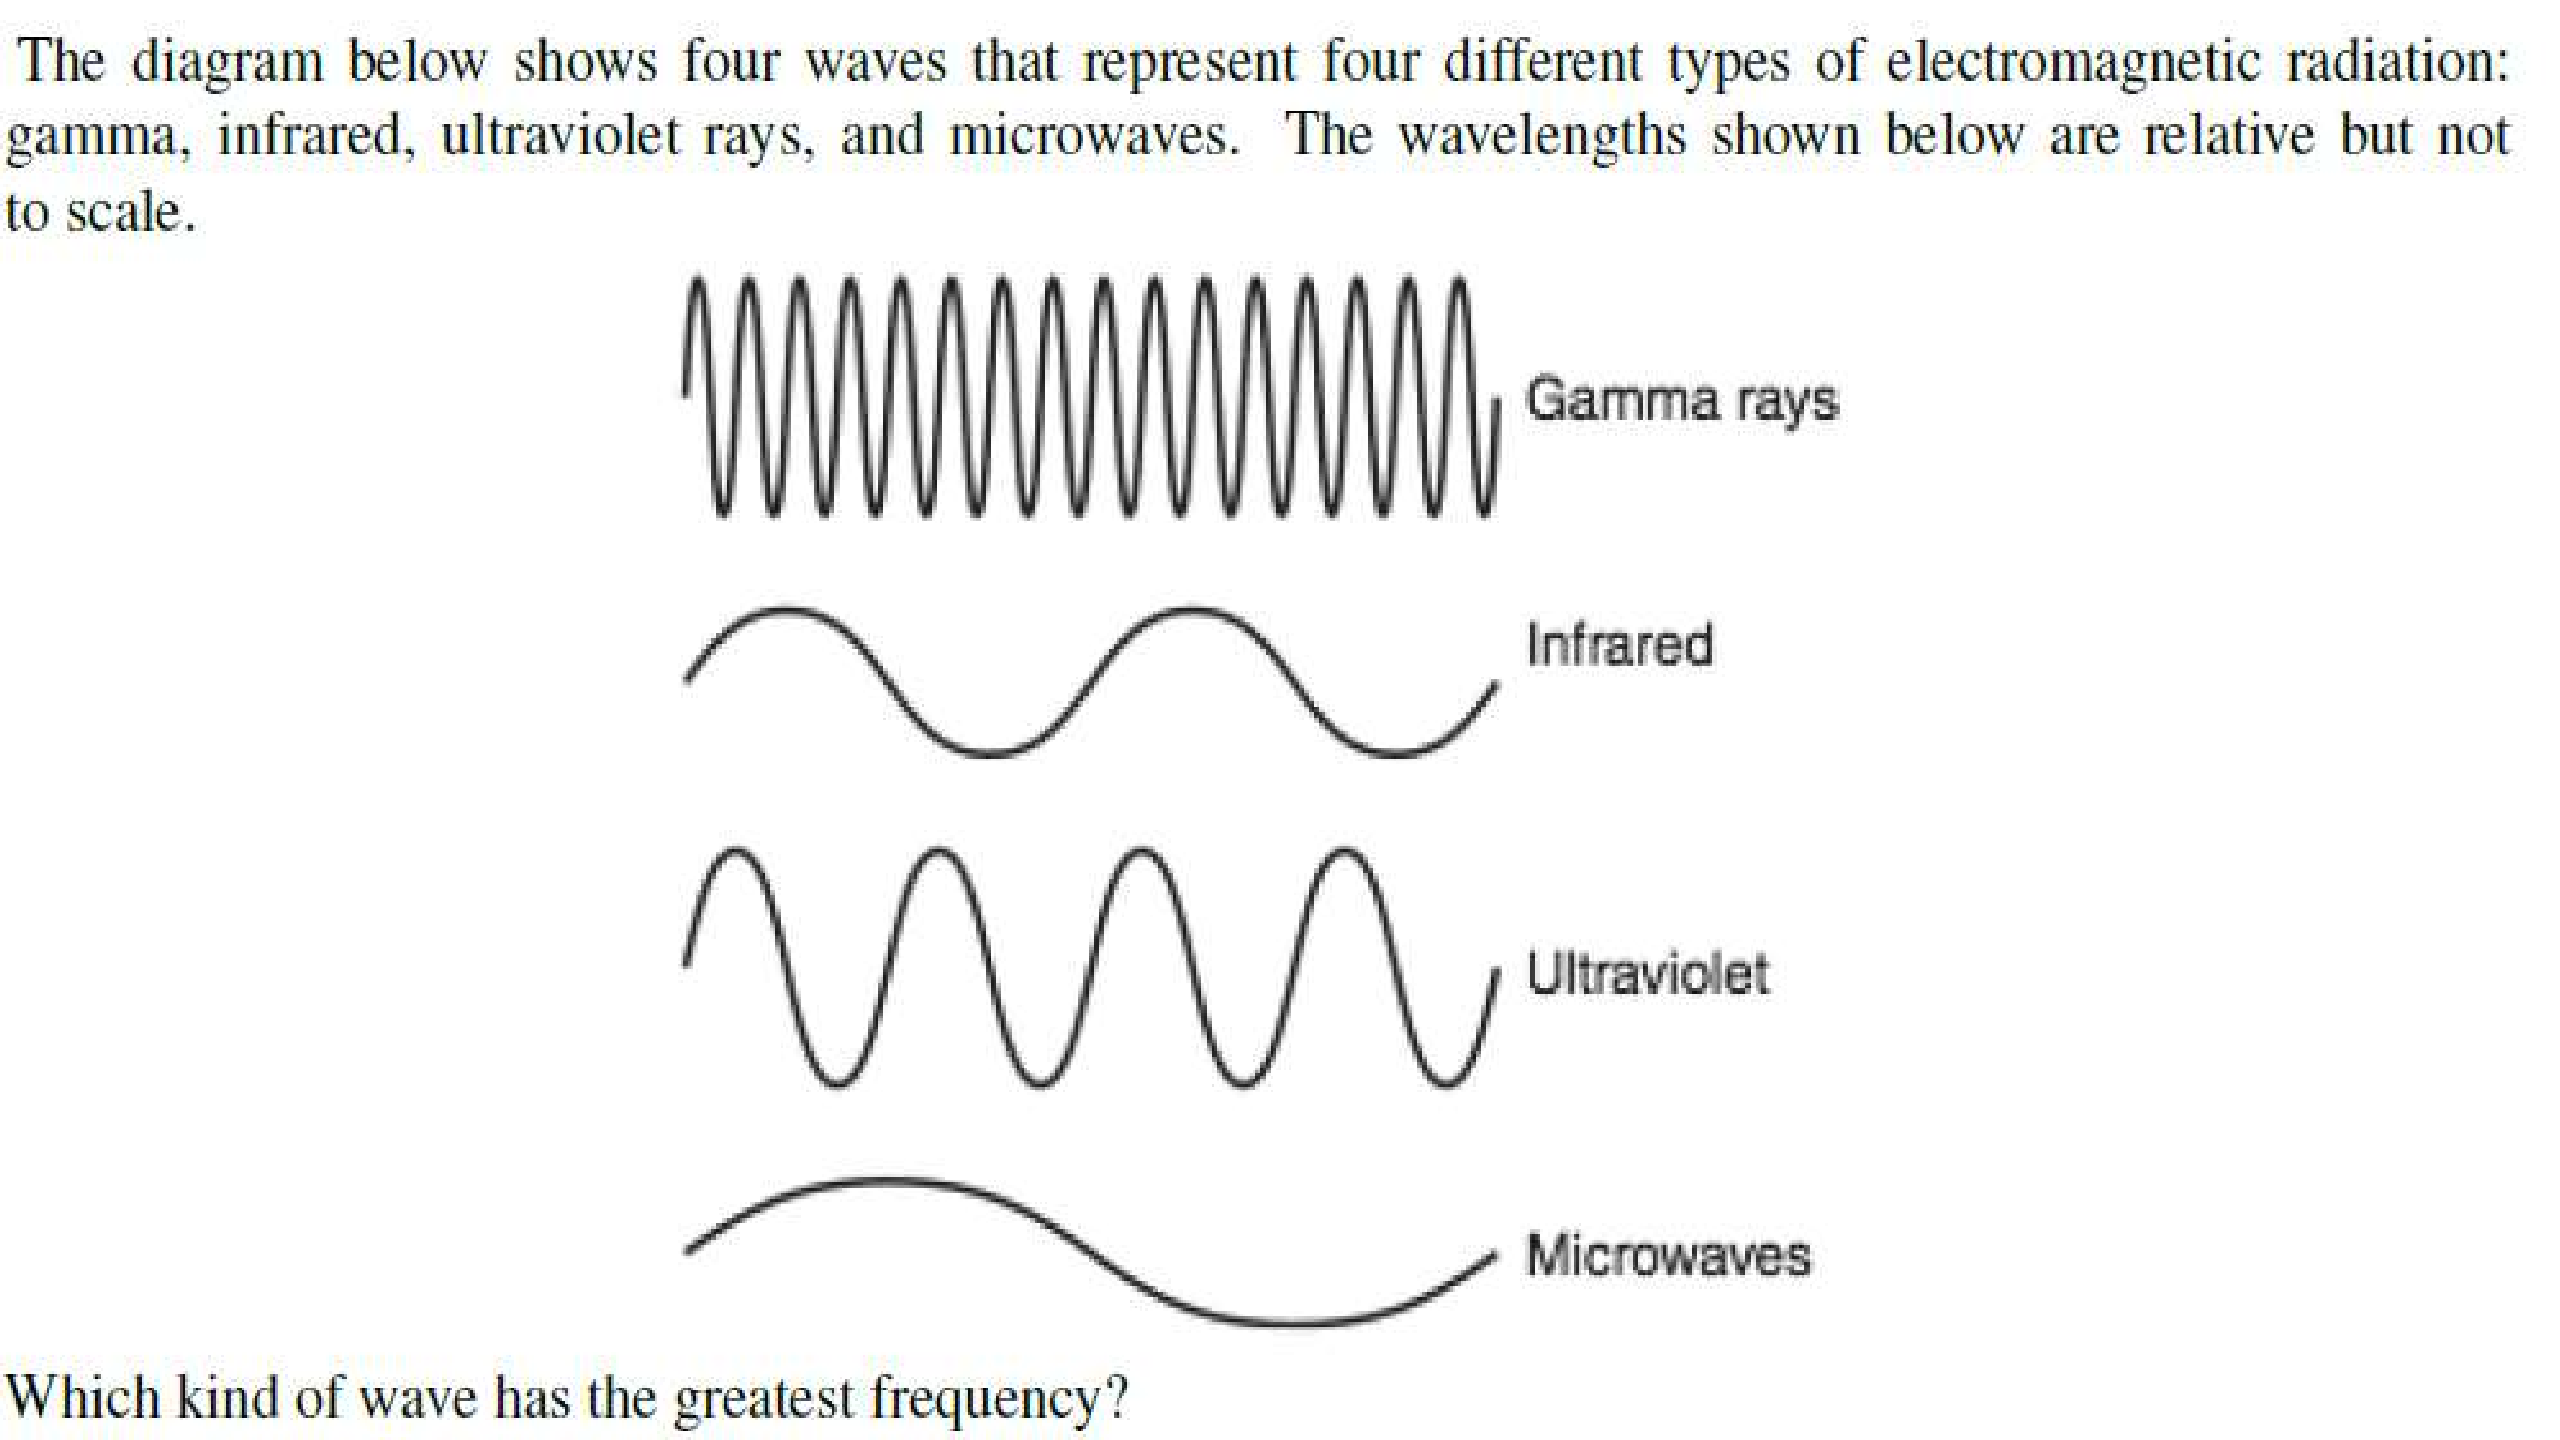 The diagram below shows four waves that represent four different types of electromagnetic radiation:
gamma, infrared, ultraviolet rays, and microwaves. The wavelengths shown below are relative but not
to scale.
Gamma rays
Infrared
Ultraviolet
Microwaves
Which kind of wave has the greatest frequency?